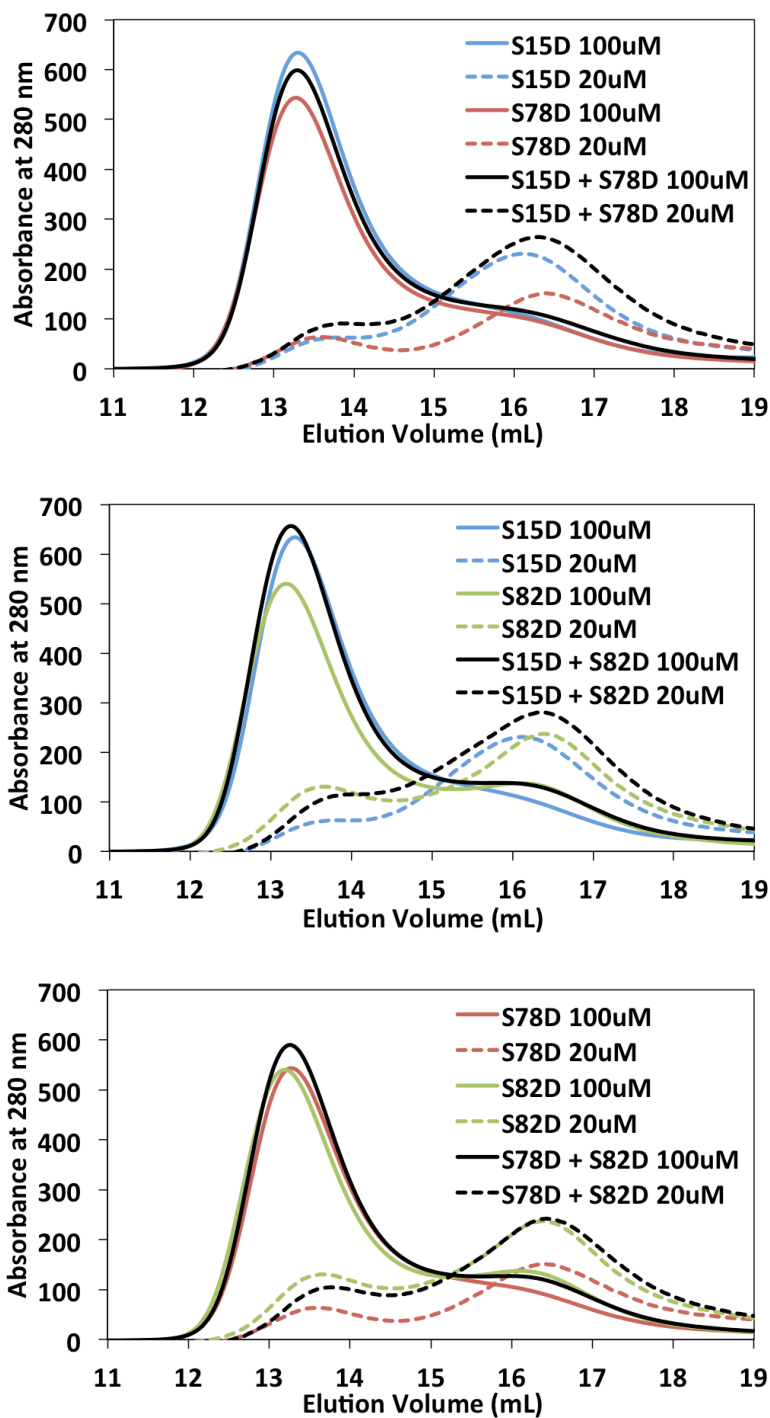 700
600
500
400
300
200
100
0
Absorbance at 280 nm
S15D 100uM
S15D 20uM
S78D 100uM
S78D 20uM
S15D + S78D 100uM
S15D + S78D 20uM
11 12 13 14 15 16 17 18 19
Elution Volume (mL)
700
600
500
400
300
200
100
0
Absorbance at 280 nm
S15D 100uM
S15D 20uM
S82D 100uM
S82D 20uM
S15D + S82D 100uM
S15D + S82D 20uM
11 12 13 14 15 16 17 18 19
Elution Volume (mL)
700
600
500
400
300
200
100
0
Absorbance at 280 nm
S78D 100uM
S78D 20uM
S82D 100uM
S82D 20uM
S78D + S82D 100uM
S78D + S82D 20uM
11 12 13 14 15 16 17 18 19
Elution Volume (mL)